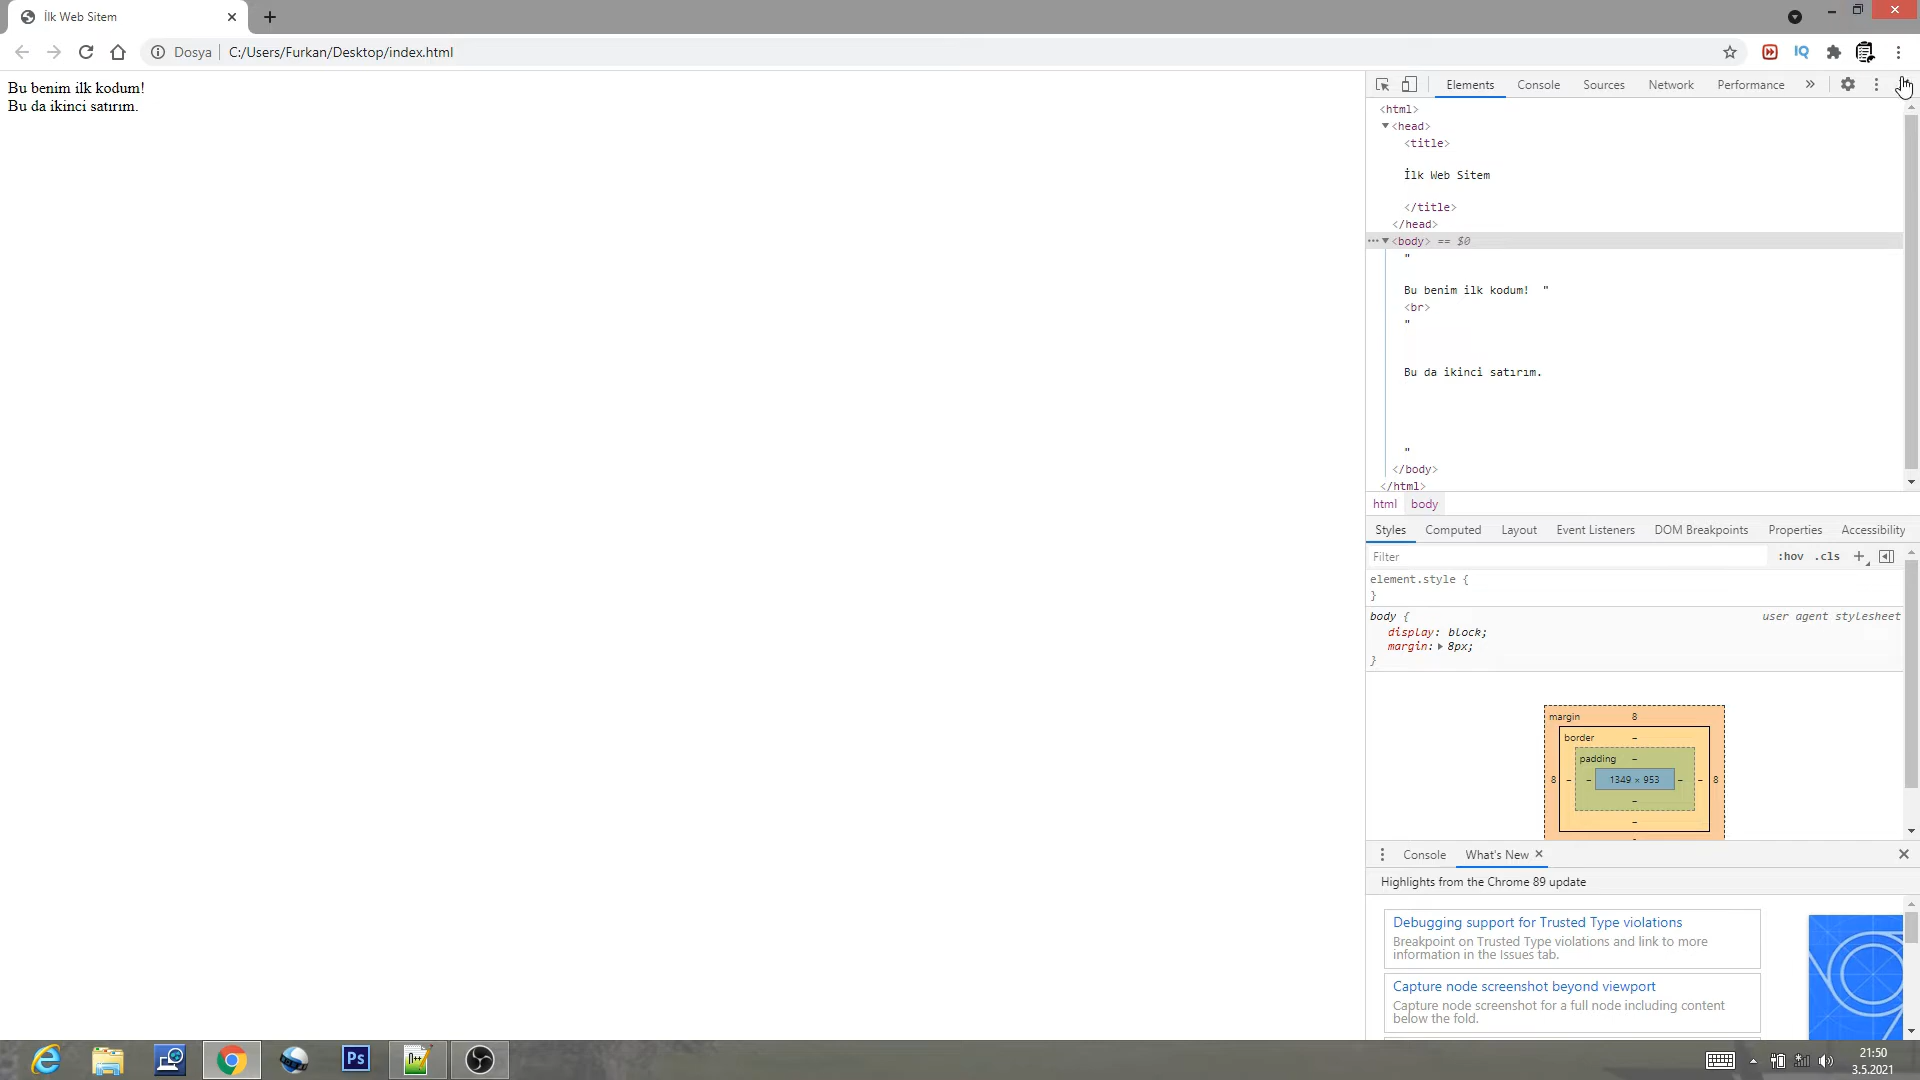 İlk Web Sitem
Dosya C:/Users/Furkan/Desktop/index.html
IQ
Bu benim ilk kodum!
Bu da ikinci satırım.
Elements Console Sources Network Performance »
<html>
<head>
<title>
İlk Web Sitem
</title>
</head>
<body> == $0
"
Bu benim ilk kodum! "
<br>
"
Bu da ikinci satırım.
"
</body>
</html>
html body
Styles Computed Layout Event Listeners DOM Breakpoints Properties Accessibility
Filter :hov .cls +
element.style {
}
body { user agent stylesheet
display: block;
margin: 8px;
}
margin 8
border –
padding –
8 – – 1349 × 953 – – 8
–
–
Console What's New
Highlights from the Chrome 89 update
Debugging support for Trusted Type violations
Breakpoint on Trusted Type violations and link to more
information in the Issues tab.
Capture node screenshot beyond viewport
Capture node screenshot for a full node including content
below the fold.
Ps
21:50
3.5.2021